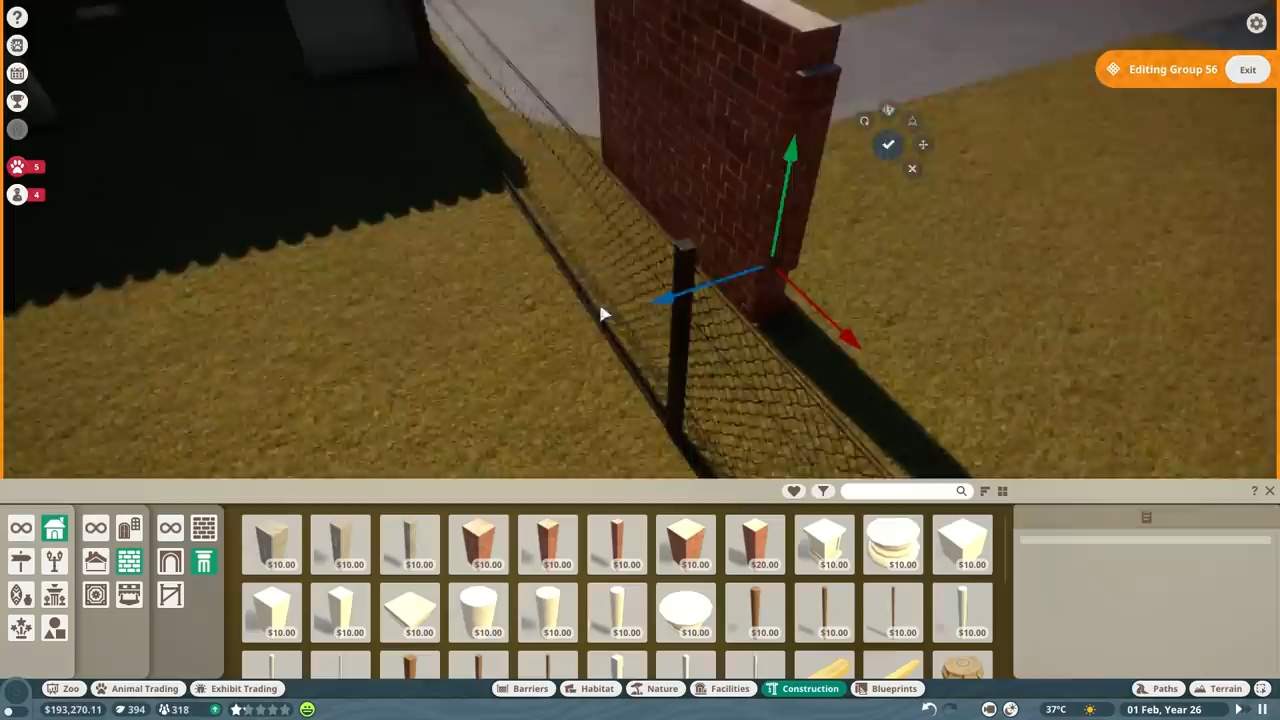 ?
Editing Group 56
Exit
5
4
?
$10.00 $10.00 $10.00 $10.00 $10.00 $10.00 $10.00 $20.00 $10.00 $10.00 $10.00
$10.00 $10.00 $10.00 $10.00 $10.00 $10.00 $10.00 $10.00 $10.00 $10.00 $10.00
Zoo Animal Trading Exhibit Trading Barriers Habitat Nature Facilities Construction Blueprints Paths Terrain
$193,270.11 394 318 37°C 01 Feb, Year 26